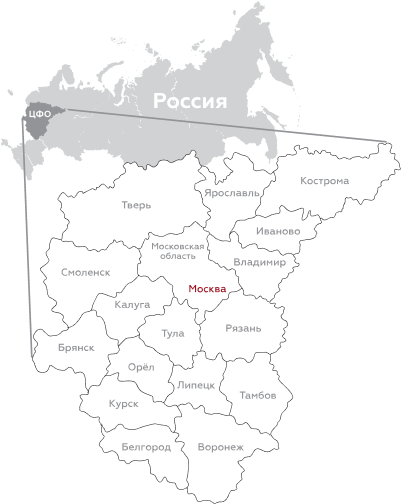 Россия
ЦФО
Кострома
Ярославль
Тверь
Иваново
Московская
область
Владимир
Смоленск
Москва
Калуга
Рязань
Тула
Брянск
Орёл
Липецк
Тамбов
Курск
Белгород
Воронеж